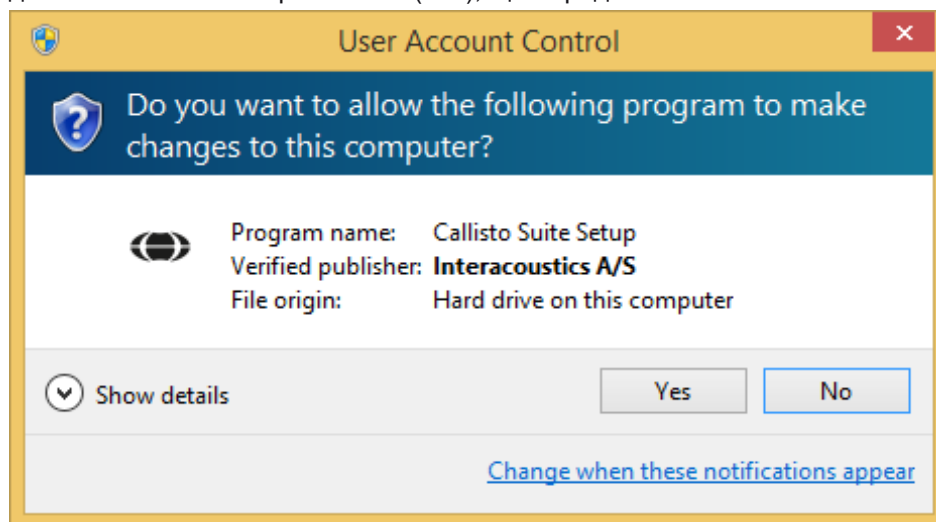 User Account Control
Do you want to allow the following program to make
changes to this computer?
Program name: Callisto Suite Setup
Verified publisher: Interacoustics A/S
File origin: Hard drive on this computer
Show details
Yes No
Change when these notifications appear